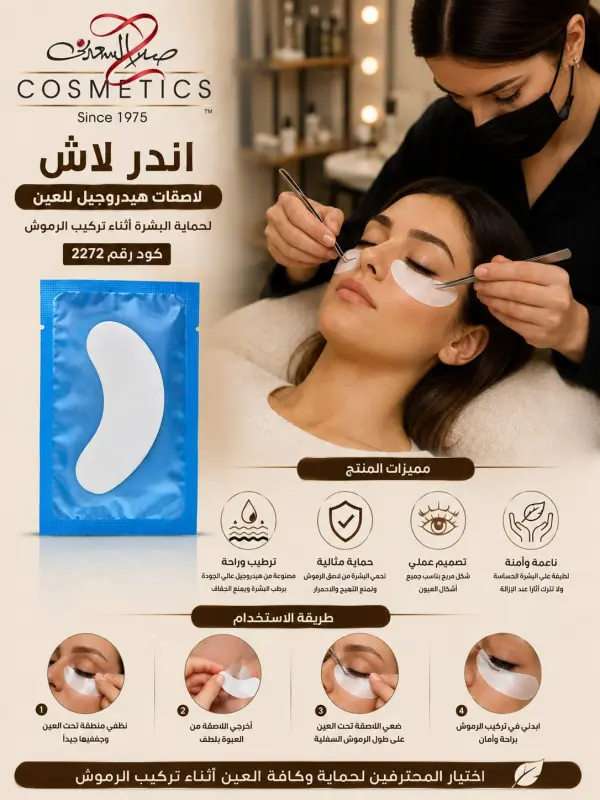 صلاح السعدني
COSMETICS
TM
Since 1975
اندر لاش
لاصقات هيدروجيل للعين
لحماية البشرة أثناء تركيب الرموش
كود رقم 2272
مميزات المنتج
ناعمة وآمنة
لطيفة على البشرة الحساسة
ولا تترك آثارا عند الإزالة
تصميم عملي
شكل مريح يناسب جميع
أشكال العيون
حماية مثالية
تحمي البشرة من لاصق الرموش
وتمنع التهيج والاحمرار
ترطيب وراحة
مصنوعة من هيدروجيل عالي الجودة
يرطب البشرة ويمنع الجفاف
طريقة الاستخدام
1
نظفي منطقة تحت العين
وجففيها جيداً
2
أخرجي اللاصقة من
العبوة بلطف
3
ضعي اللاصقة تحت العين
على طول الرموش السفلية
4
ابدئي في تركيب الرموش
براحة وأمان
اختيار المحترفين لحماية وكافة العين أثناء تركيب الرموش